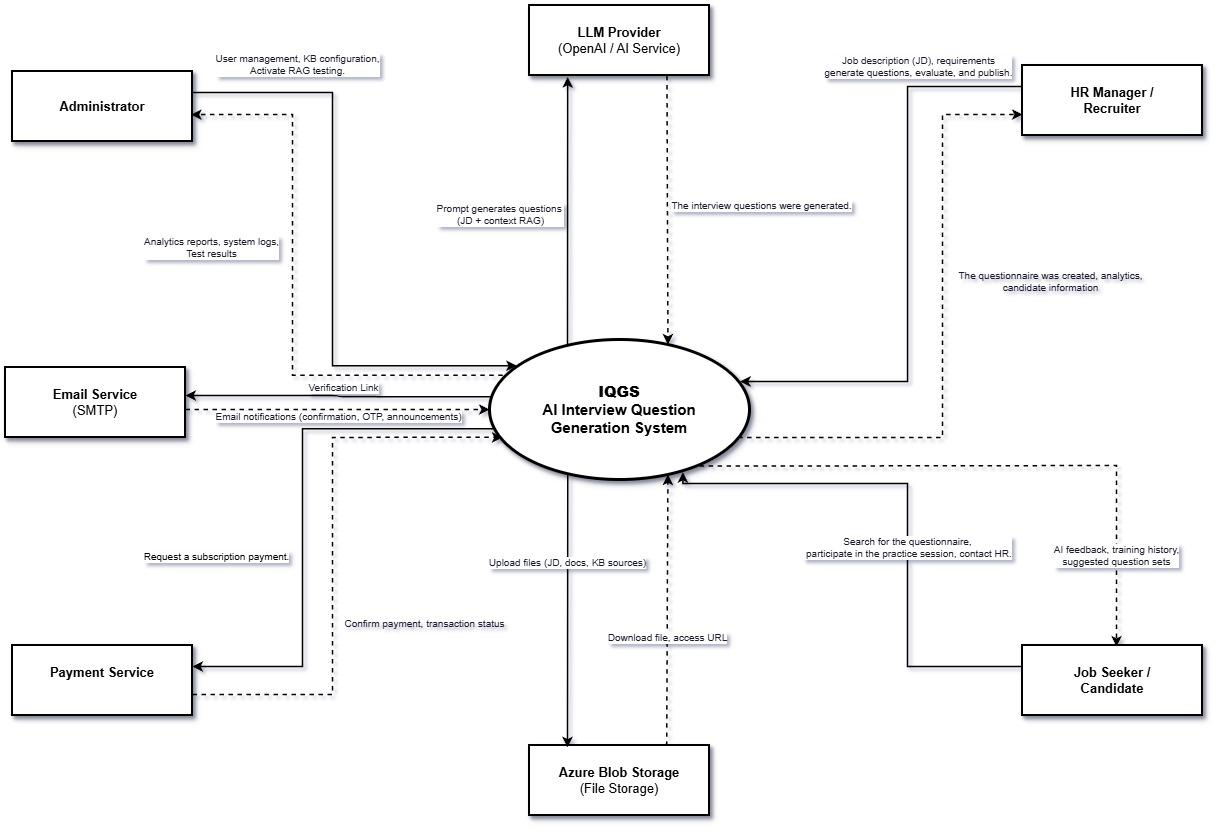 LLM Provider
(OpenAI / AI Service)
User management, KB configuration,
Activate RAG testing.
Job description (JD), requirements
generate questions, evaluate, and publish.
Administrator
HR Manager /
Recruiter
Prompt generates questions
(JD + context RAG)
The interview questions were generated.
Analytics reports, system logs,
Test results
The questionnaire was created, analytics,
candidate information
Email Service
(SMTP)
Verification Link
Email notifications (confirmation, OTP, announcements)
IQGS
AI Interview Question
Generation System
Request a subscription payment.
Upload files (JD, docs, KB sources)
Search for the questionnaire,
participate in the practice session, contact HR.
AI feedback, training history,
suggested question sets
Confirm payment, transaction status
Download file, access URL
Payment Service
Job Seeker /
Candidate
Azure Blob Storage
(File Storage)